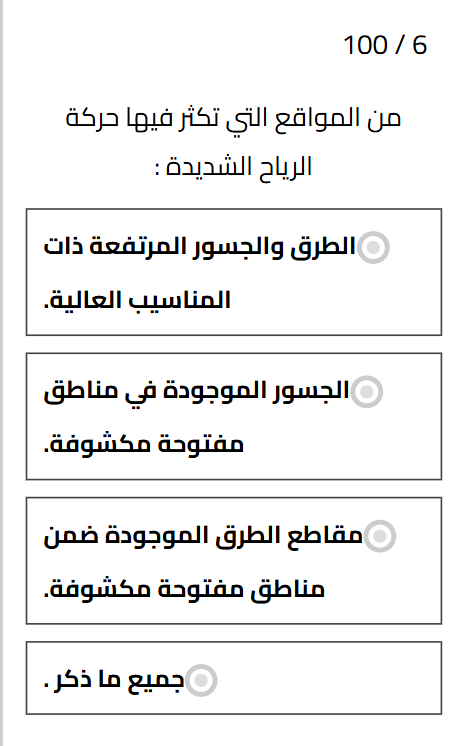 100 / 6
من المواقع التي تكثر فيها حركة
الرياح الشديدة :
الطرق والجسور المرتفعة ذات
المناسيب العالية.
الجسور الموجودة في مناطق
مفتوحة مكشوفة.
مقاطع الطرق الموجودة ضمن
مناطق مفتوحة مكشوفة.
جميع ما ذكر .